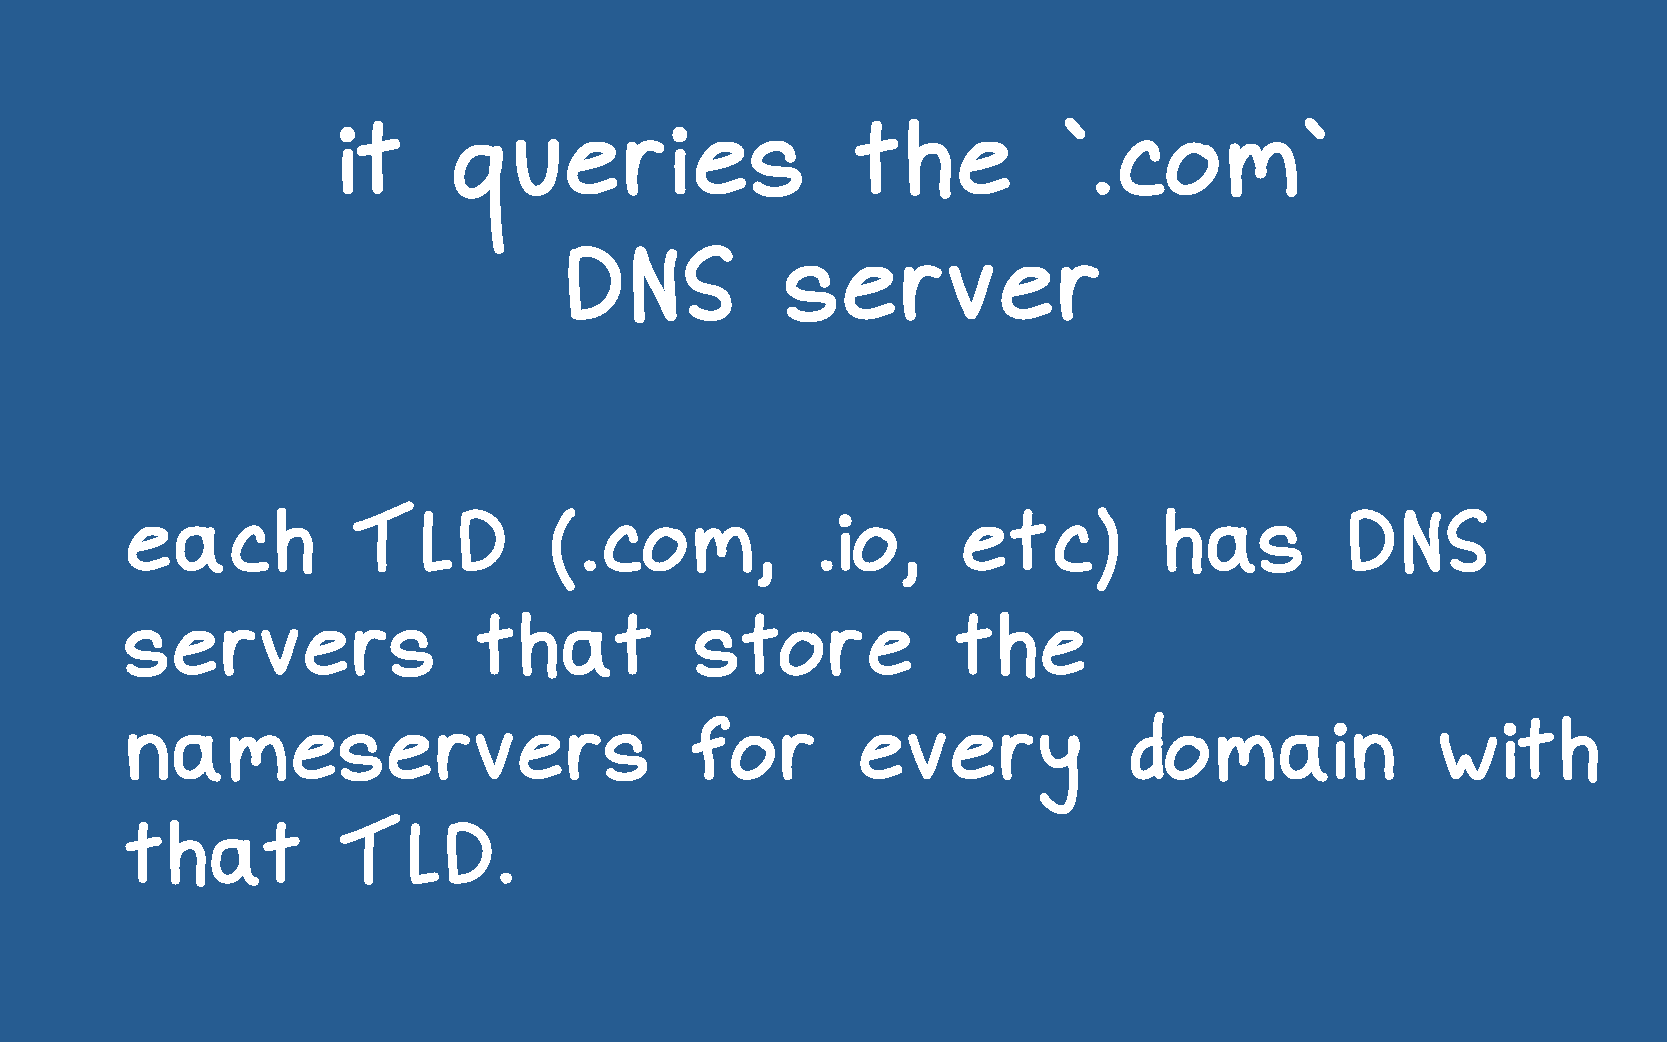 it queries the `.com`
DNS server
each TLD (.com, .io, etc) has DNS
servers that store the
nameservers for every domain with
that TLD.